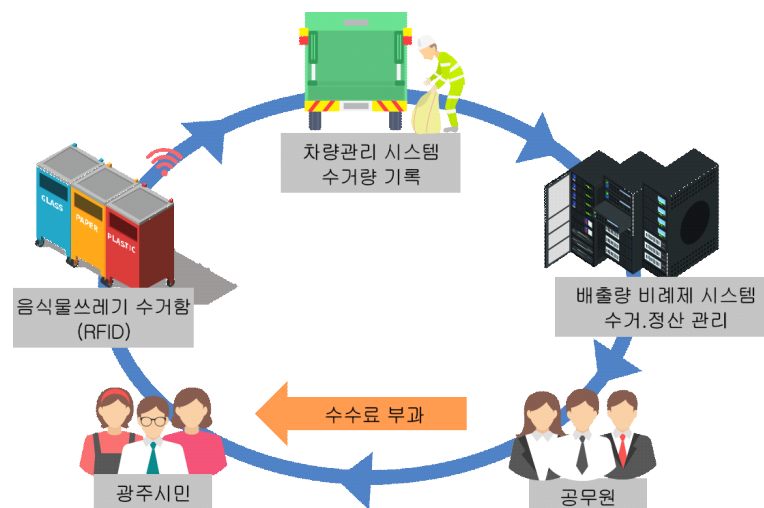 차량관리 시스템
수거량 기록
GLASS
PAPER
PLASTIC
음식물쓰레기 수거함
(RFID)
배출량 비례제 시스템
수거.정산 관리
수수료 부과
광주시민
공무원